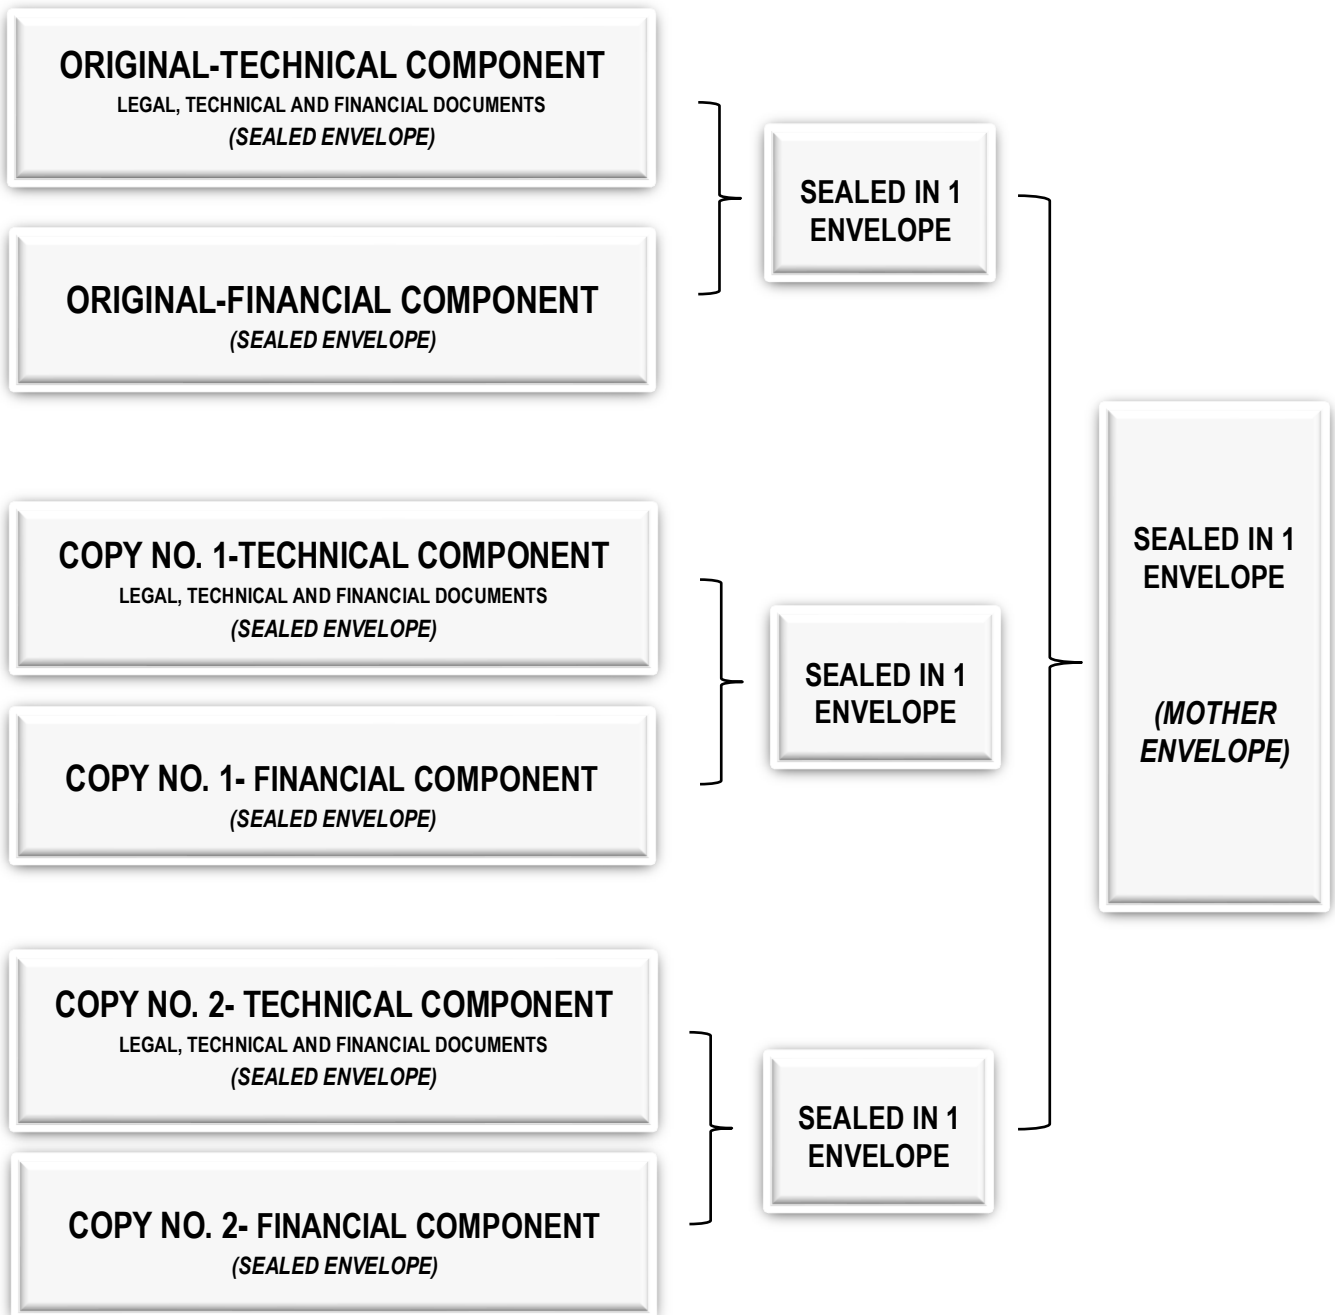 ORIGINAL-TECHNICAL COMPONENT
LEGAL, TECHNICAL AND FINANCIAL DOCUMENTS
(SEALED ENVELOPE)
ORIGINAL-FINANCIAL COMPONENT
(SEALED ENVELOPE)
SEALED IN 1
ENVELOPE
COPY NO. 1-TECHNICAL COMPONENT
LEGAL, TECHNICAL AND FINANCIAL DOCUMENTS
(SEALED ENVELOPE)
COPY NO. 1- FINANCIAL COMPONENT
(SEALED ENVELOPE)
SEALED IN 1
ENVELOPE
COPY NO. 2- TECHNICAL COMPONENT
LEGAL, TECHNICAL AND FINANCIAL DOCUMENTS
(SEALED ENVELOPE)
COPY NO. 2- FINANCIAL COMPONENT
(SEALED ENVELOPE)
SEALED IN 1
ENVELOPE
SEALED IN 1
ENVELOPE
(MOTHER
ENVELOPE)